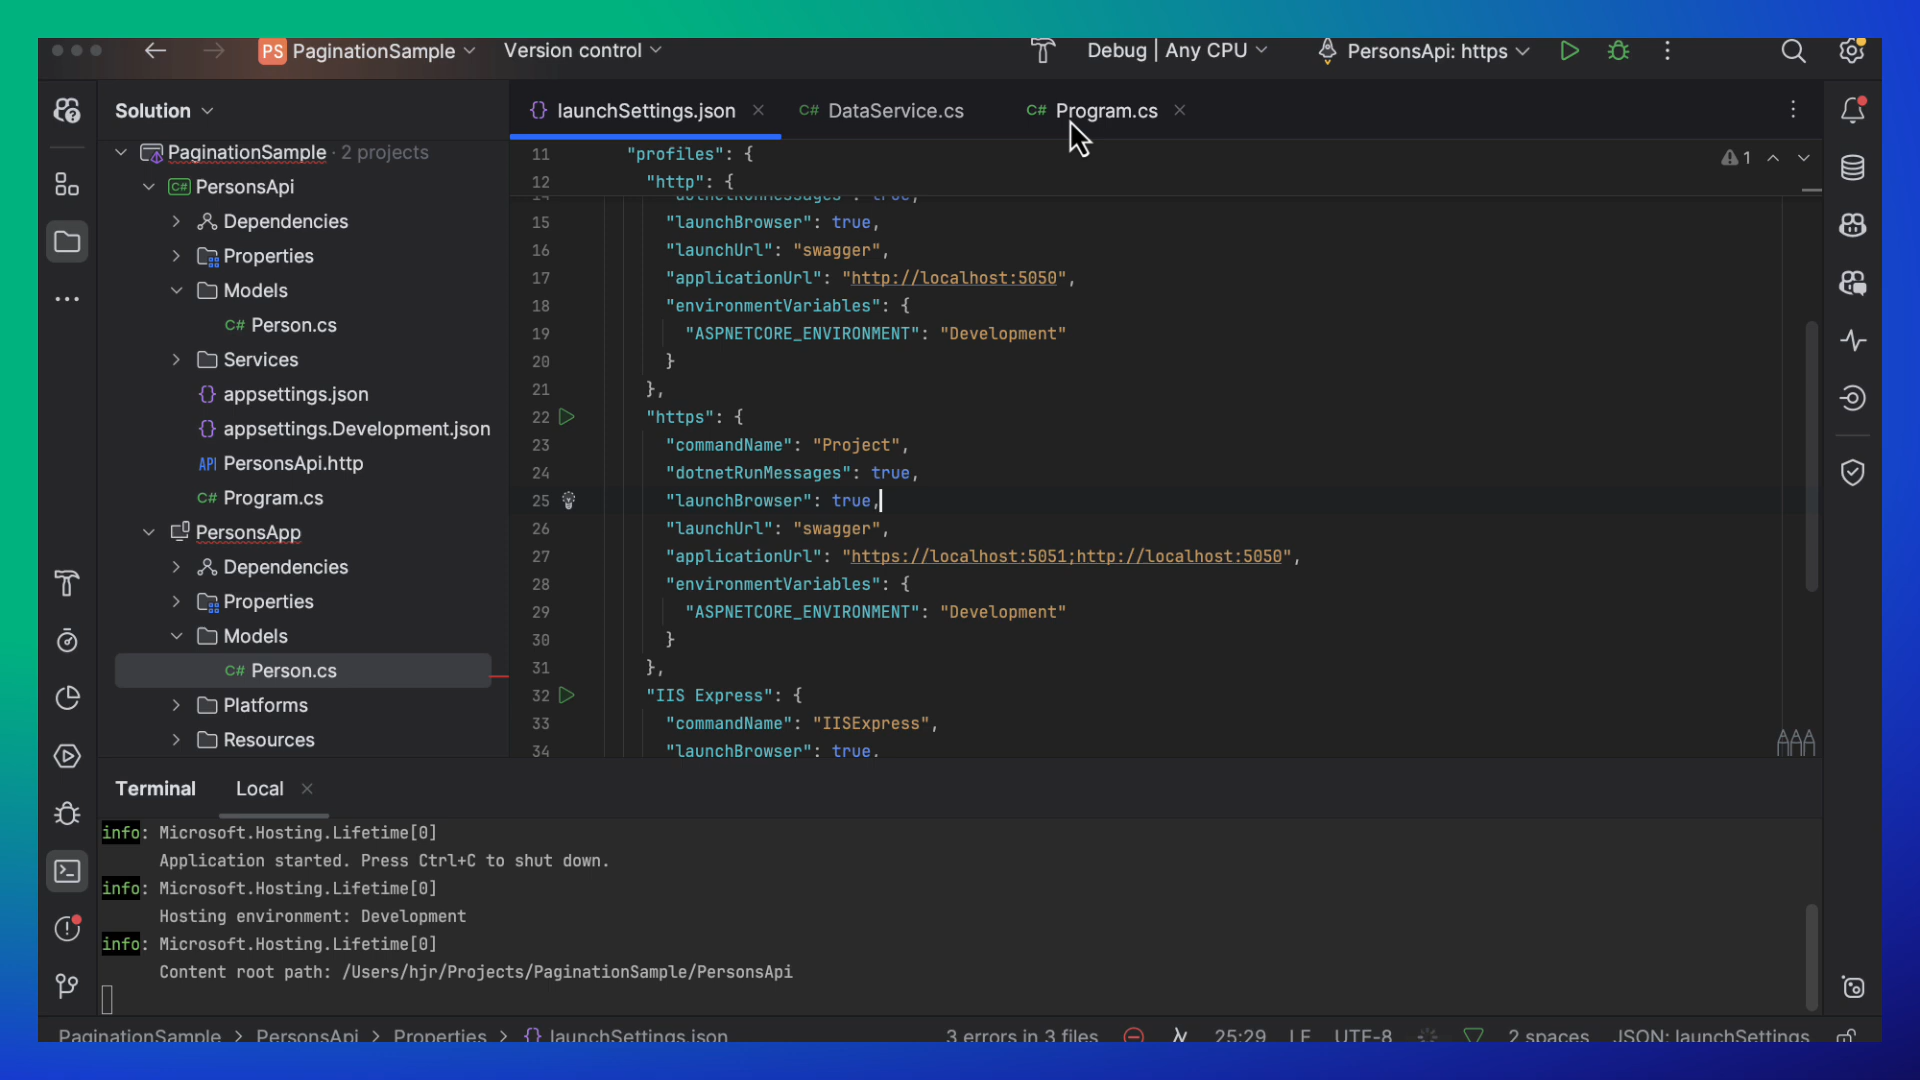 PS PaginationSample Version control Debug | Any CPU PersonsApi: https
Solution
{} launchSettings.json C# DataService.cs C# Program.cs
PaginationSample · 2 projects
C# PersonsApi
Dependencies
Properties
Models
C# Person.cs
Services
{} appsettings.json
{} appsettings.Development.json
API PersonsApi.http
C# Program.cs
PersonsApp
Dependencies
Properties
Models
C# Person.cs
Platforms
Resources
1
11 "profiles": {
12 "http": {
14 "dotnetRunMessages": true,
15 "launchBrowser": true,
16 "launchUrl": "swagger",
17 "applicationUrl": "http://localhost:5050",
18 "environmentVariables": {
19 "ASPNETCORE_ENVIRONMENT": "Development"
20 }
21 },
22 "https": {
23 "commandName": "Project",
24 "dotnetRunMessages": true,
25 "launchBrowser": true,
26 "launchUrl": "swagger",
27 "applicationUrl": "https://localhost:5051;http://localhost:5050",
28 "environmentVariables": {
29 "ASPNETCORE_ENVIRONMENT": "Development"
30 }
31 },
32 "IIS Express": {
33 "commandName": "IISExpress",
34 "launchBrowser": true,
Terminal Local
info: Microsoft.Hosting.Lifetime[0]
Application started. Press Ctrl+C to shut down.
info: Microsoft.Hosting.Lifetime[0]
Hosting environment: Development
info: Microsoft.Hosting.Lifetime[0]
Content root path: /Users/hjr/Projects/PaginationSample/PersonsApi
PaginationSample > PersonsApi > Properties > {} launchSettings.json 3 errors in 3 files 25:29 LF UTF-8 2 spaces JSON: launchSettings